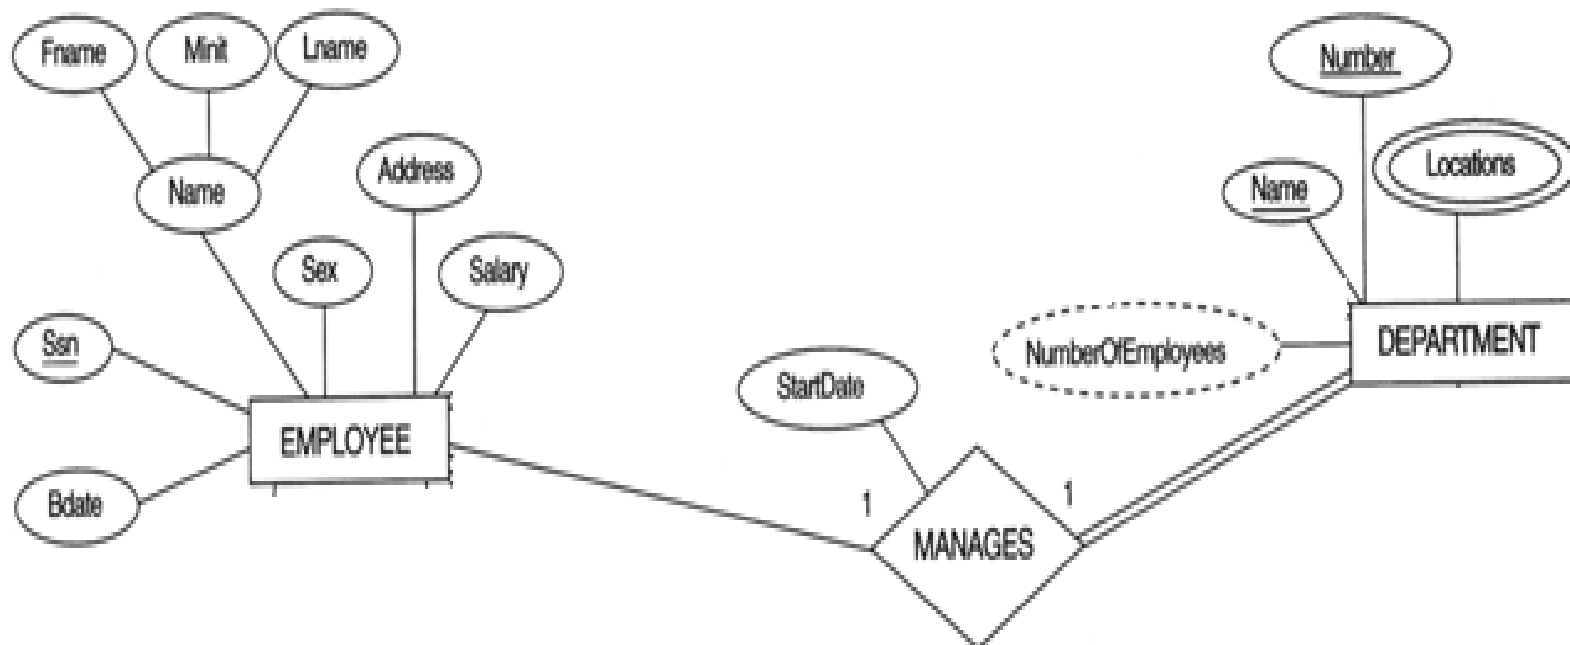 Fname
Minit
Lname
Number
Address
Locations
Name
Name
Sex
Salary
Ssn
NumberOfEmployees
DEPARTMENT
StartDate
EMPLOYEE
Bdate
1
1
MANAGES